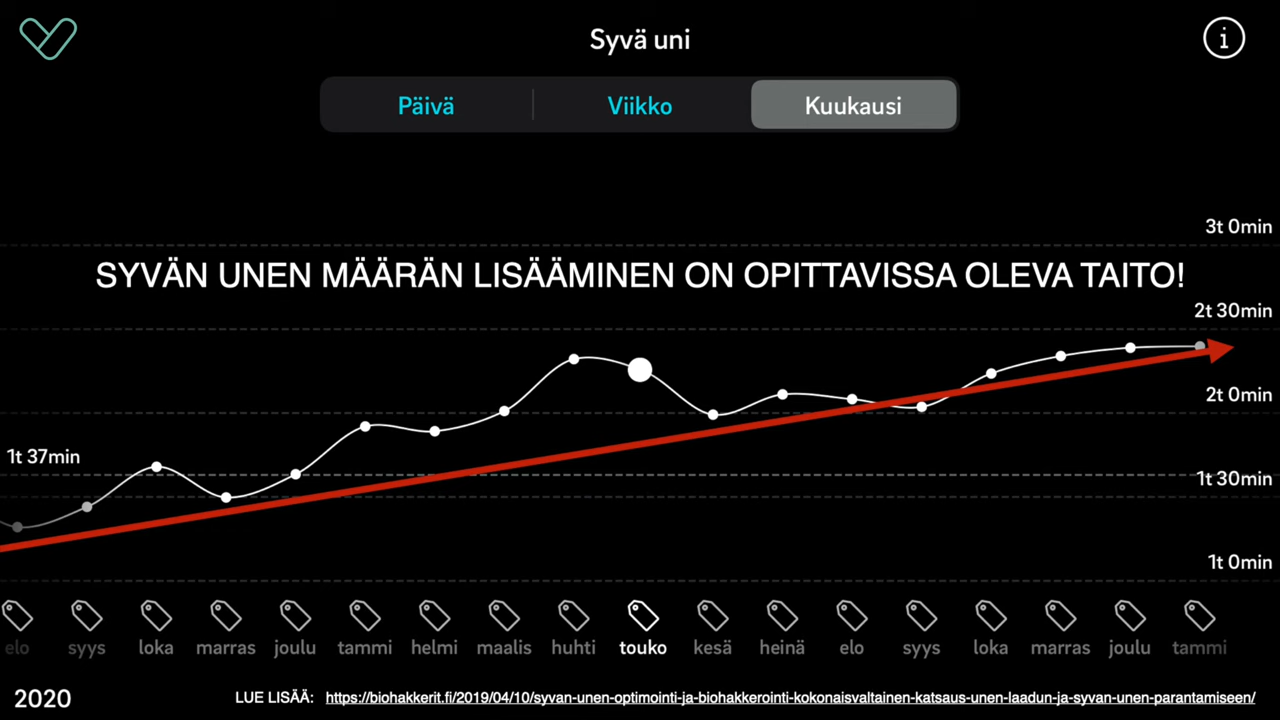 Syvä uni
Päivä Viikko Kuukausi
3t 0min
SYVÄN UNEN MÄÄRÄN LISÄÄMINEN ON OPITTAVISSA OLEVA TAITO!
2t 30min
2t 0min
1t 37min
1t 30min
1t 0min
elo syys loka marras joulu tammi helmi maalis huhti touko kesä heinä elo syys loka marras joulu tammi
2020
LUE LISÄÄ: https://biohakkerit.fi/2019/04/10/syvan-unen-optimointi-ja-biohakkerointi-kokonaisvaltainen-katsaus-unen-laadun-ja-syvan-unen-parantamiseen/